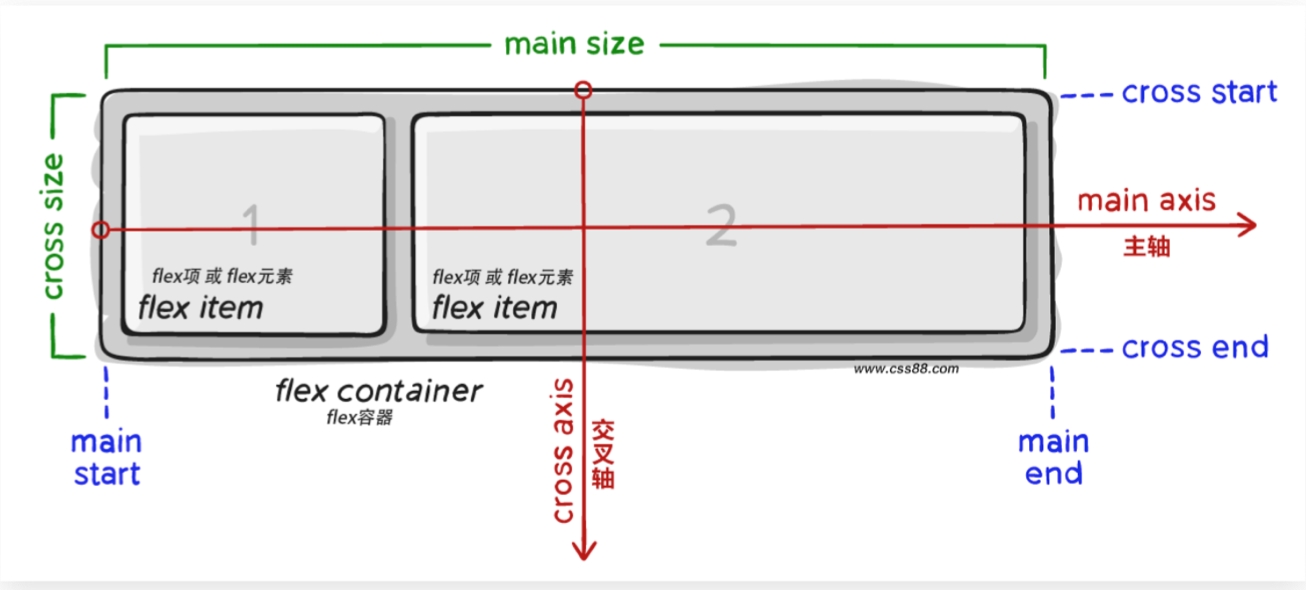 main size
cross start
cross size
1
2
main axis
主轴
flex项 或 flex元素
flex item
flex项 或 flex元素
flex item
cross end
www.css88.com
flex container
flex容器
cross axis
交叉轴
main
start
main
end